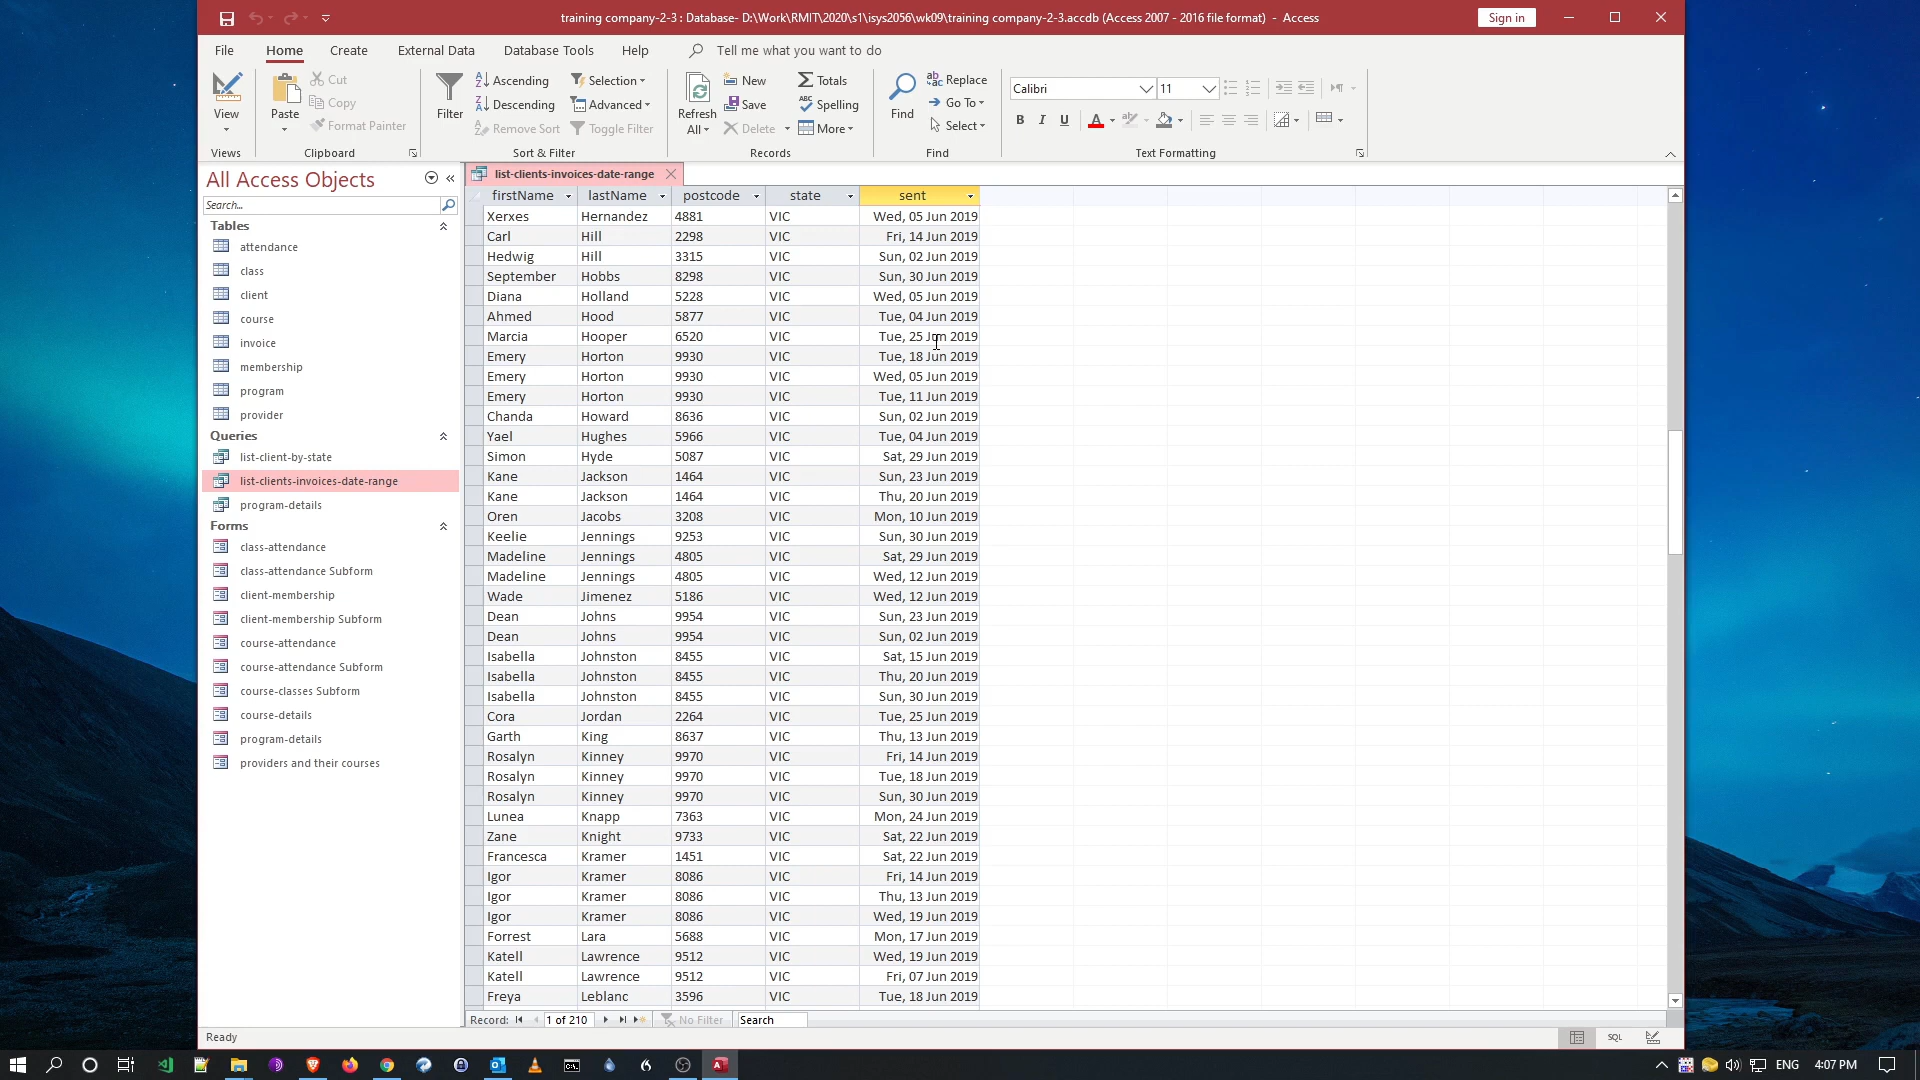 training company-2-3 : Database- D:\Work\RMIT\2020\s1\isys2056\wk09\training company-2-3.accdb (Access 2007 - 2016 file format) - Access
Sign in
File Home Create External Data Database Tools Help Tell me what you want to do
View
Views
Paste
Cut
Copy
Format Painter
Clipboard
Filter
Ascending
Descending
Remove Sort
Selection
Advanced
Toggle Filter
Sort & Filter
Refresh All
New
Save
Delete
Totals
Spelling
More
Records
Find
Replace
Go To
Select
Find
Calibri 11
B I U A
Text Formatting
All Access Objects
Search...
Tables
attendance
class
client
course
invoice
membership
program
provider
Queries
list-client-by-state
list-clients-invoices-date-range
program-details
Forms
class-attendance
class-attendance Subform
client-membership
client-membership Subform
course-attendance
course-attendance Subform
course-classes Subform
course-details
program-details
providers and their courses
list-clients-invoices-date-range
firstName lastName postcode state sent
Xerxes Hernandez 4881 VIC Wed, 05 Jun 2019
Carl Hill 2298 VIC Fri, 14 Jun 2019
Hedwig Hill 3315 VIC Sun, 02 Jun 2019
September Hobbs 8298 VIC Sun, 30 Jun 2019
Diana Holland 5228 VIC Wed, 05 Jun 2019
Ahmed Hood 5877 VIC Tue, 04 Jun 2019
Marcia Hooper 6520 VIC Tue, 25 Jun 2019
Emery Horton 9930 VIC Tue, 18 Jun 2019
Emery Horton 9930 VIC Wed, 05 Jun 2019
Emery Horton 9930 VIC Tue, 11 Jun 2019
Chanda Howard 8636 VIC Sun, 02 Jun 2019
Yael Hughes 5966 VIC Tue, 04 Jun 2019
Simon Hyde 5087 VIC Sat, 29 Jun 2019
Kane Jackson 1464 VIC Sun, 23 Jun 2019
Kane Jackson 1464 VIC Thu, 20 Jun 2019
Oren Jacobs 3208 VIC Mon, 10 Jun 2019
Keelie Jennings 9253 VIC Sun, 30 Jun 2019
Madeline Jennings 4805 VIC Sat, 29 Jun 2019
Madeline Jennings 4805 VIC Wed, 12 Jun 2019
Wade Jimenez 5186 VIC Wed, 12 Jun 2019
Dean Johns 9954 VIC Sun, 23 Jun 2019
Dean Johns 9954 VIC Sun, 02 Jun 2019
Isabella Johnston 8455 VIC Sat, 15 Jun 2019
Isabella Johnston 8455 VIC Thu, 20 Jun 2019
Isabella Johnston 8455 VIC Sun, 30 Jun 2019
Cora Jordan 2264 VIC Tue, 25 Jun 2019
Garth King 8637 VIC Thu, 13 Jun 2019
Rosalyn Kinney 9970 VIC Fri, 14 Jun 2019
Rosalyn Kinney 9970 VIC Tue, 18 Jun 2019
Rosalyn Kinney 9970 VIC Sun, 30 Jun 2019
Lunea Knapp 7363 VIC Mon, 24 Jun 2019
Zane Knight 9733 VIC Sat, 22 Jun 2019
Francesca Kramer 1451 VIC Sat, 22 Jun 2019
Igor Kramer 8086 VIC Fri, 14 Jun 2019
Igor Kramer 8086 VIC Thu, 13 Jun 2019
Igor Kramer 8086 VIC Wed, 19 Jun 2019
Forrest Lara 5688 VIC Mon, 17 Jun 2019
Katell Lawrence 9512 VIC Wed, 19 Jun 2019
Katell Lawrence 9512 VIC Fri, 07 Jun 2019
Freya Leblanc 3596 VIC Tue, 18 Jun 2019
Record: 1 of 210 No Filter Search
Ready
SQL
ENG 4:07 PM